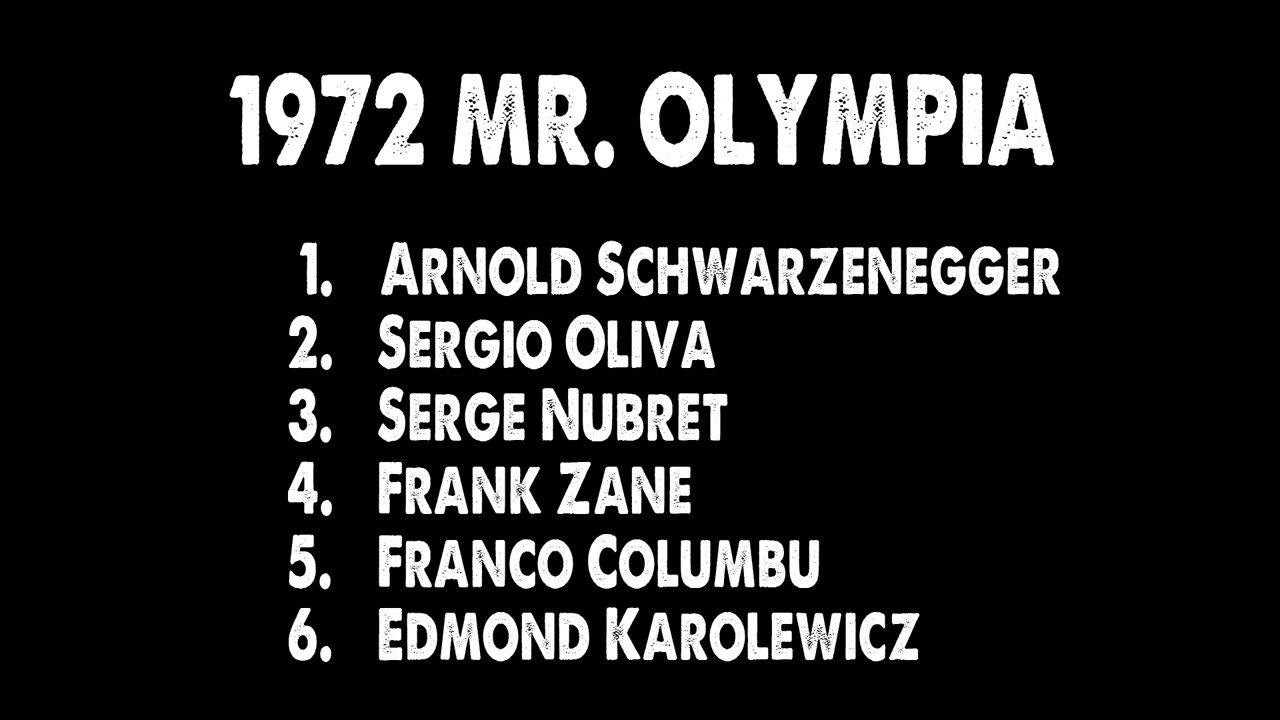 1972 MR. OLYMPIA
1. ARNOLD SCHWARZENEGGER
2. SERGIO OLIVA
3. SERGE NUBRET
4. FRANK ZANE
5. FRANCO COLUMBU
6. EDMOND KAROLEWICZ